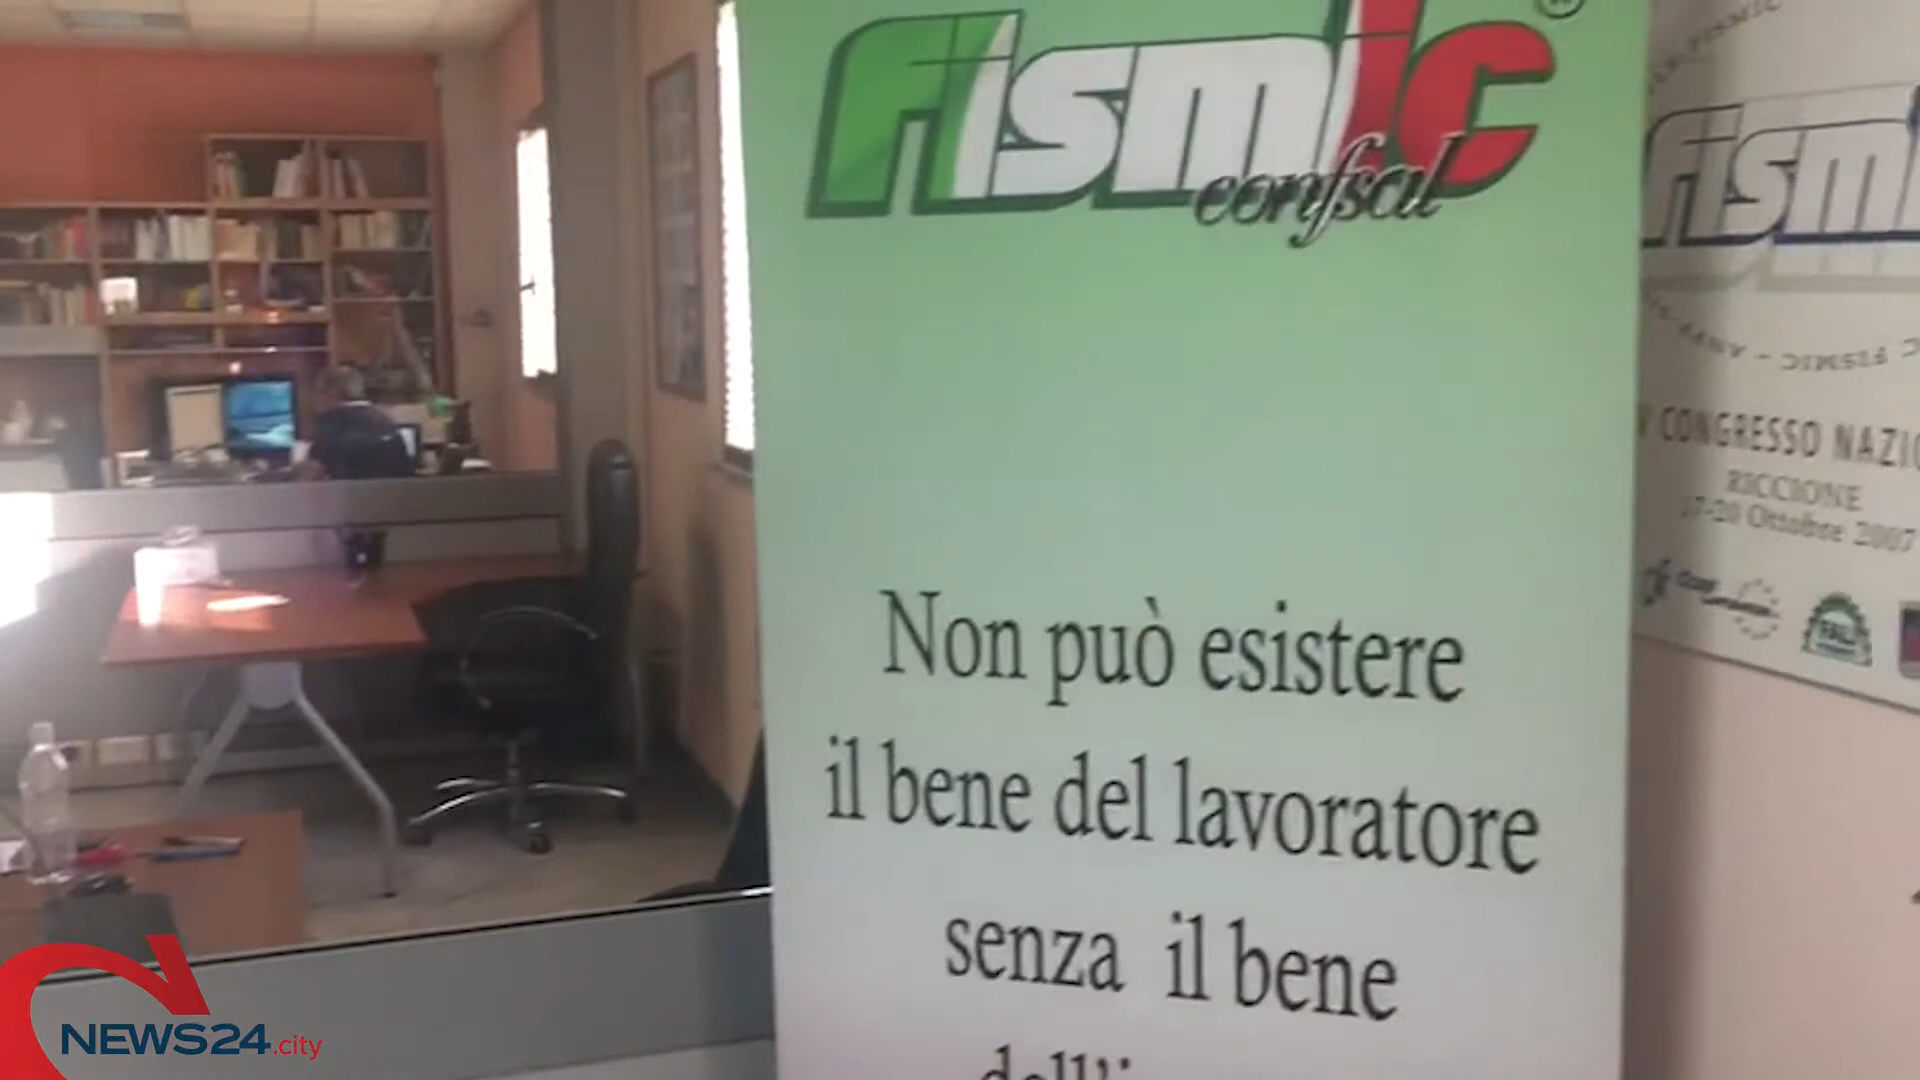 fismic
confsal
Non può esistere
il bene del lavoratore
senza il bene
fismi
CONGRESSO NAZI
RICCIONE
17-20 Ottobre 2007
NEWS24.city